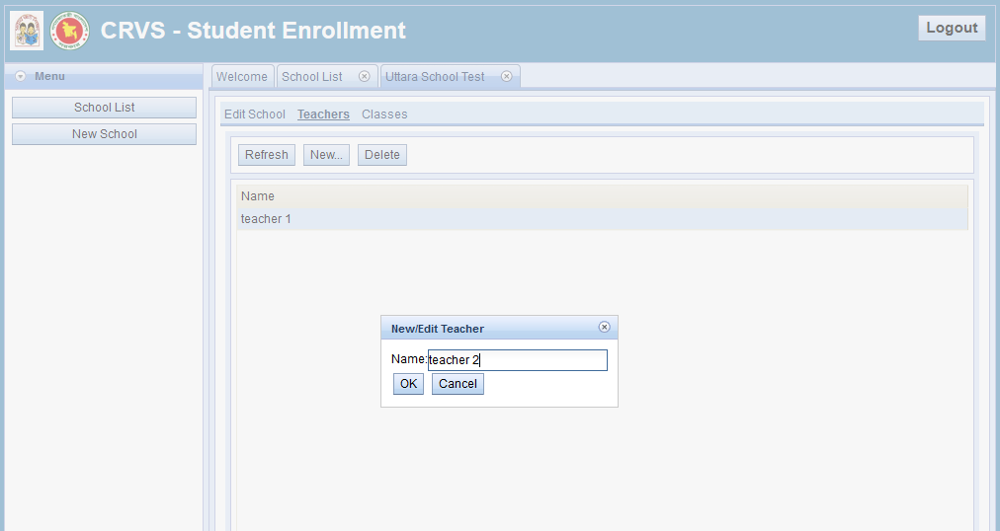 CRVS - Student Enrollment
Logout
Menu
School List
New School
Welcome
School List
Uttara School Test
Edit School
Teachers
Classes
Refresh
New...
Delete
Name
teacher 1
New/Edit Teacher
Name:teacher 2
OK
Cancel